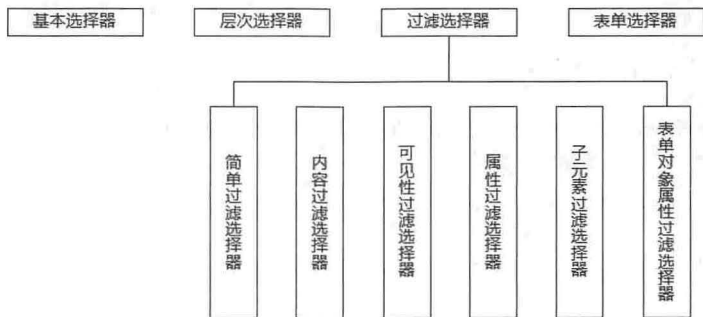 基本选择器
层次选择器
过滤选择器
表单选择器
简单过滤选择器
内容过滤选择器
可见性过滤选择器
属性过滤选择器
子元素过滤选择器
表单对象属性过滤选择器